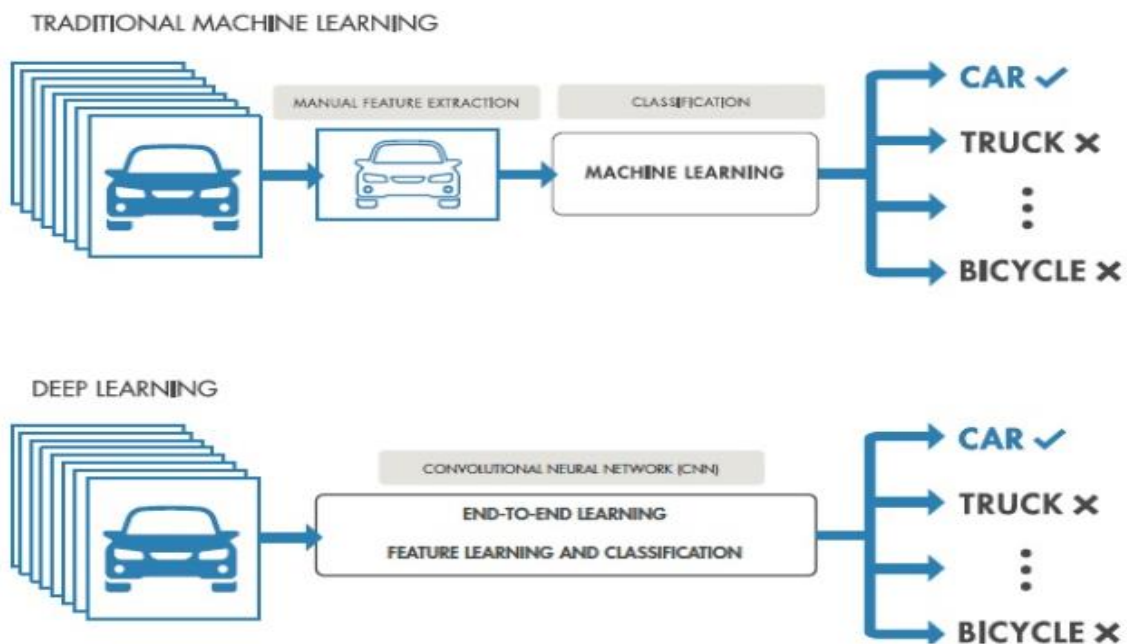 TRADITIONAL MACHINE LEARNING
MANUAL FEATURE EXTRACTION
CLASSIFICATION
MACHINE LEARNING
CAR ✓
TRUCK ✕
⋮
BICYCLE ✕
DEEP LEARNING
CONVOLUTIONAL NEURAL NETWORK (CNN)
END-TO-END LEARNING
FEATURE LEARNING AND CLASSIFICATION
CAR ✓
TRUCK ✕
⋮
BICYCLE ✕